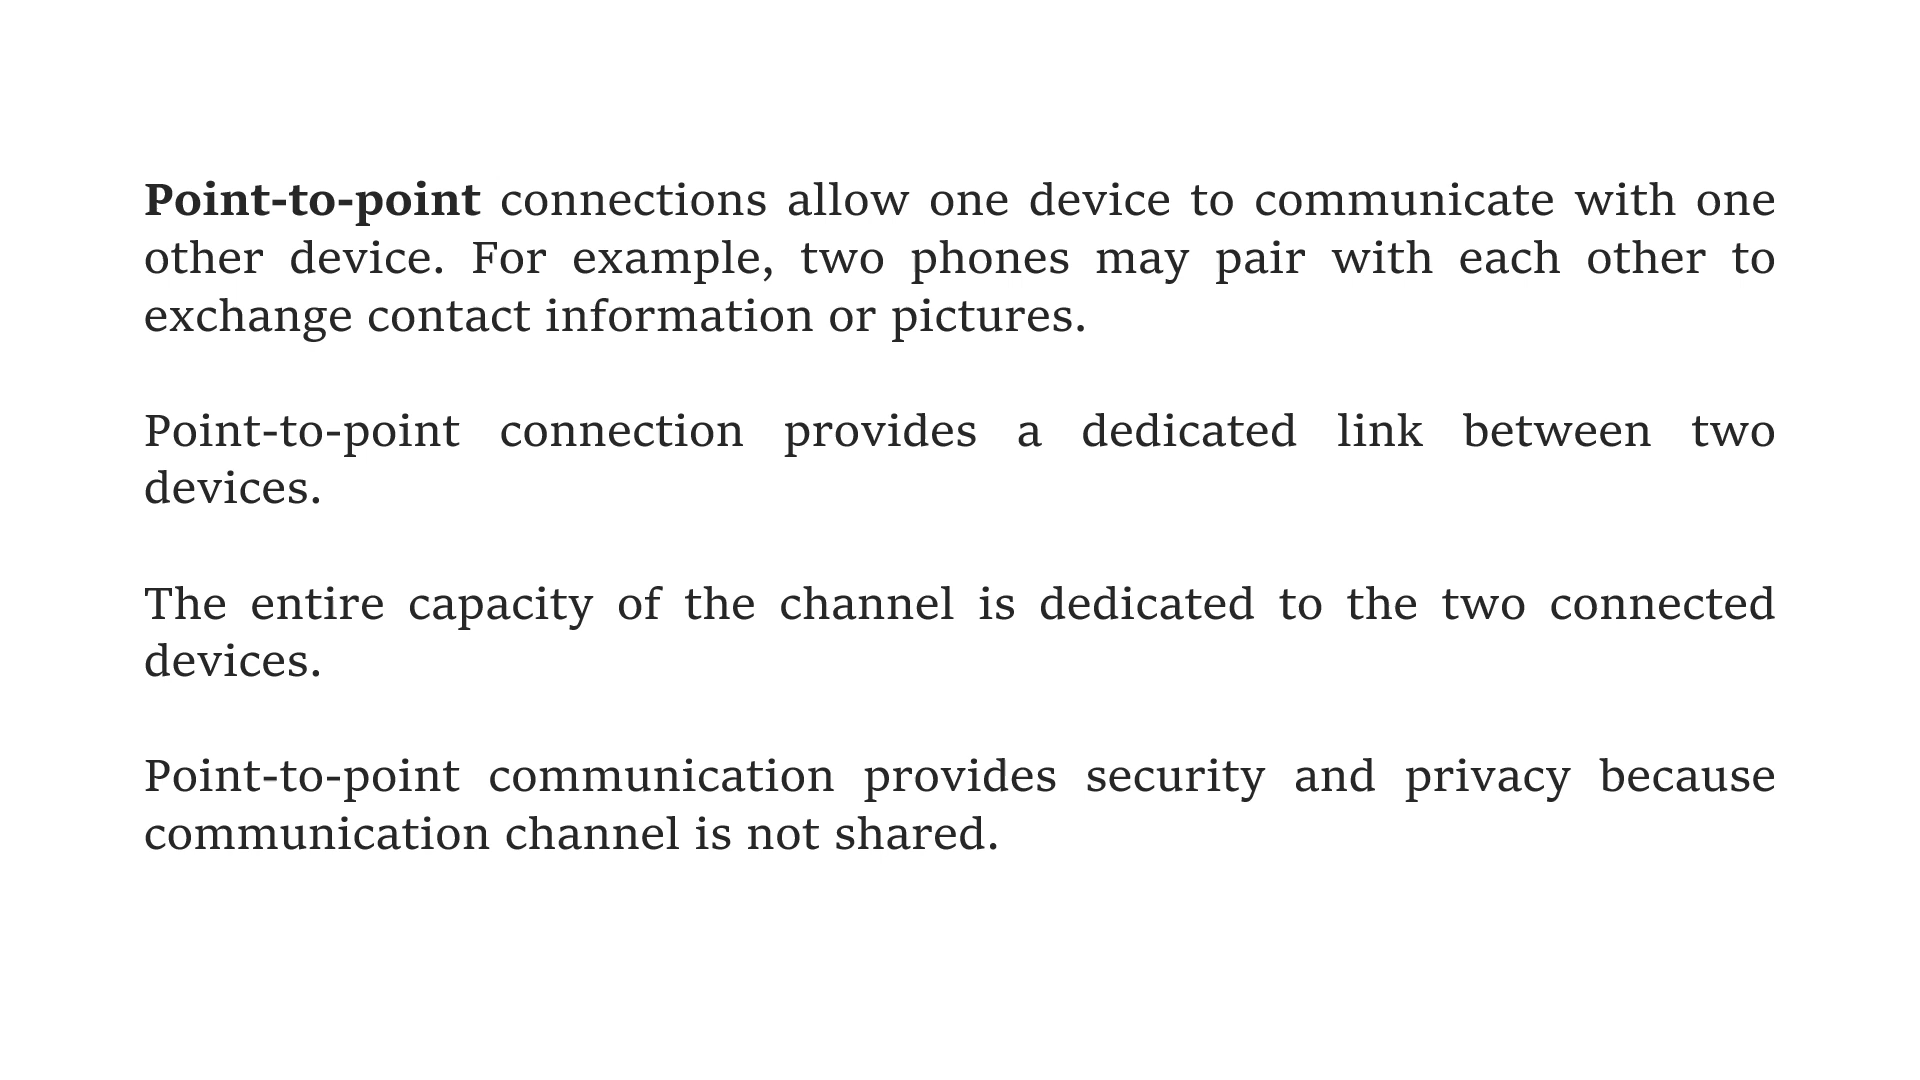 Point-to-point connections allow one device to communicate with one
other device. For example, two phones may pair with each other to
exchange contact information or pictures.
Point-to-point connection provides a dedicated link between two
devices.
The entire capacity of the channel is dedicated to the two connected
devices.
Point-to-point communication provides security and privacy because
communication channel is not shared.